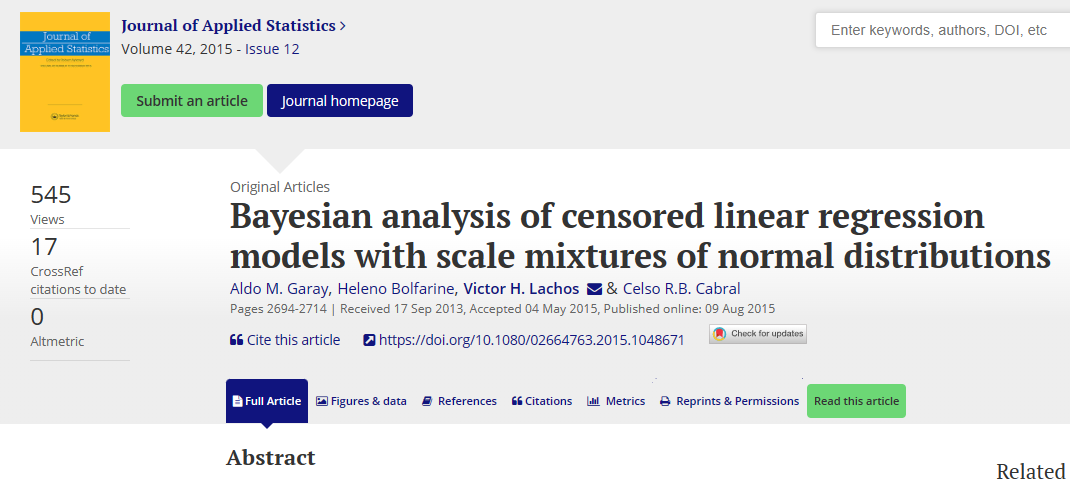 Journal of
Applied Statistics
Journal of Applied Statistics >
Volume 42, 2015 - Issue 12
Enter keywords, authors, DOI, etc
Submit an article
Journal homepage
545
Views
17
CrossRef
citations to date
0
Altmetric
Original Articles
Bayesian analysis of censored linear regression
models with scale mixtures of normal distributions
Aldo M. Garay, Heleno Bolfarine, Victor H. Lachos & Celso R.B. Cabral
Pages 2694-2714 | Received 17 Sep 2013, Accepted 04 May 2015, Published online: 09 Aug 2015
Cite this article
https://doi.org/10.1080/02664763.2015.1048671
Check for updates
Full Article
Figures & data
References
Citations
Metrics
Reprints & Permissions
Read this article
Abstract
Related